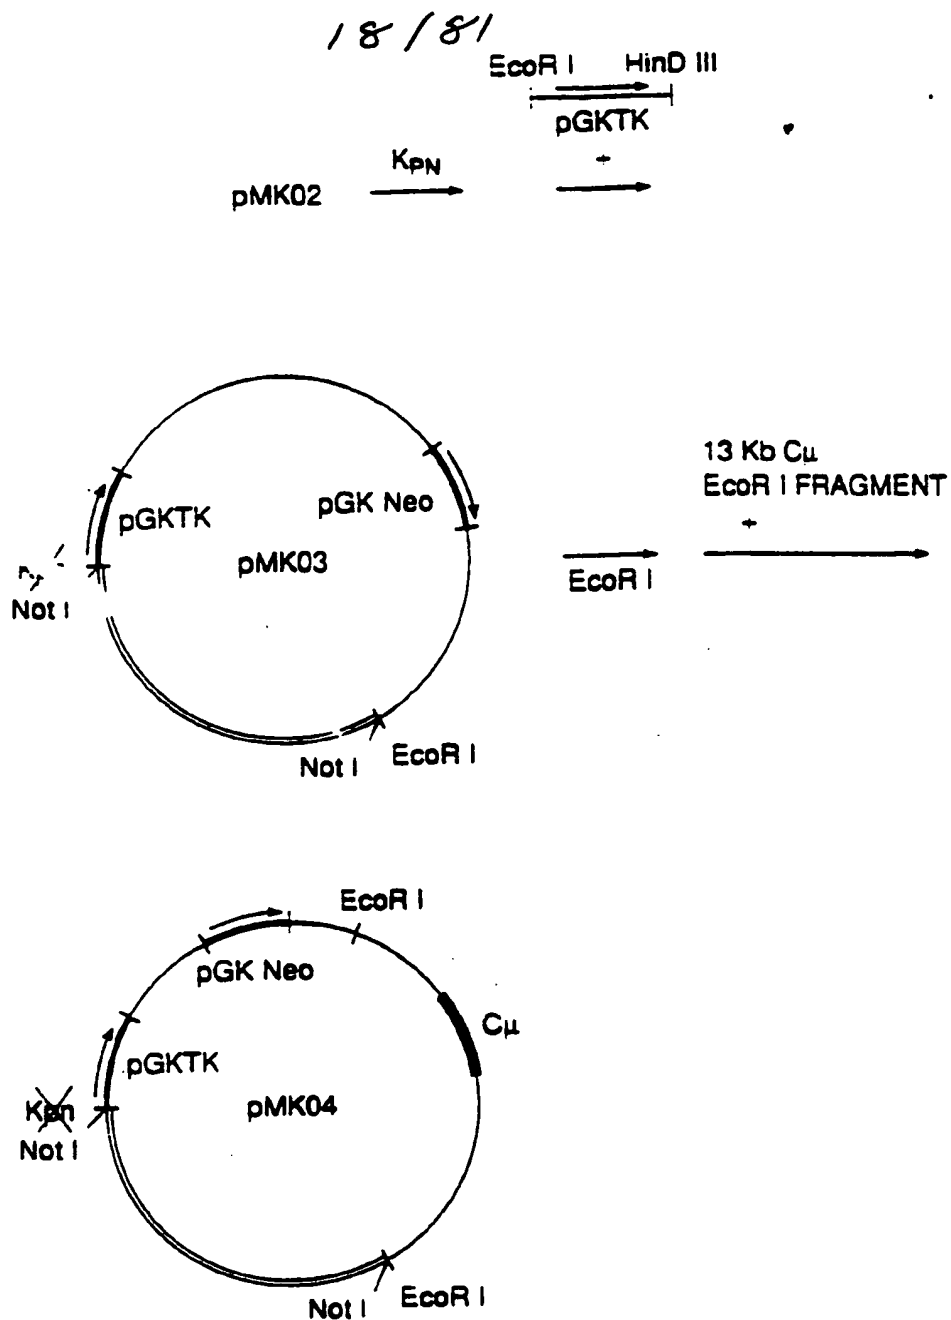 18/81
EcoR I HinD III
pGKTK
+
KPN
pMK02
pGKTK
pGK Neo
pMK03
Not I
13 Kb Cμ
EcoR I FRAGMENT
+
EcoR I
Not I
EcoR I
EcoR I
pGK Neo
Cμ
pGKTK
Kpn
pMK04
Not I
Not I
EcoR I